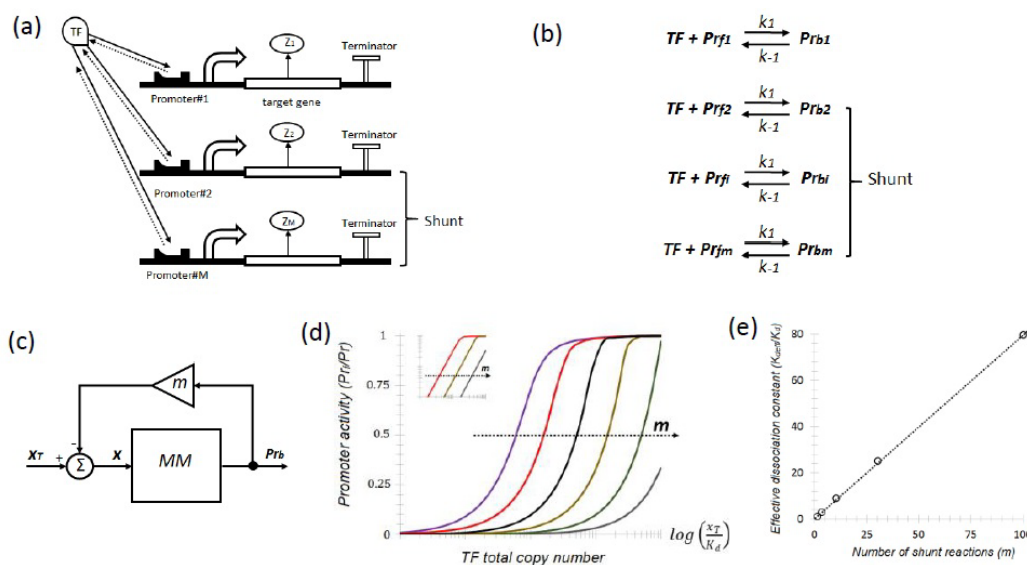 (a)
TF
Z1
Terminator
Promoter#1
target gene
Z2
Terminator
Promoter#2
Shunt
ZM
Terminator
Promoter#M
(b)
TF + Prf1 k1 k-1 Prb1
TF + Prf2 k1 k-1 Prb2
TF + Prfi k1 k-1 Prbi
Shunt
TF + Prfm k1 k-1 Prbm
(c)
m
xT + - Σ x MM Prb
(d)
Promoter activity (Prb/Pr)
1
0.75
0.5
0.25
0
m
m
log(xT/Kd)
TF total copy number
(e)
Effective dissociation constant (Kdeff/Kd)
80
60
40
20
0
0 25 50 75 100
Number of shunt reactions (m)